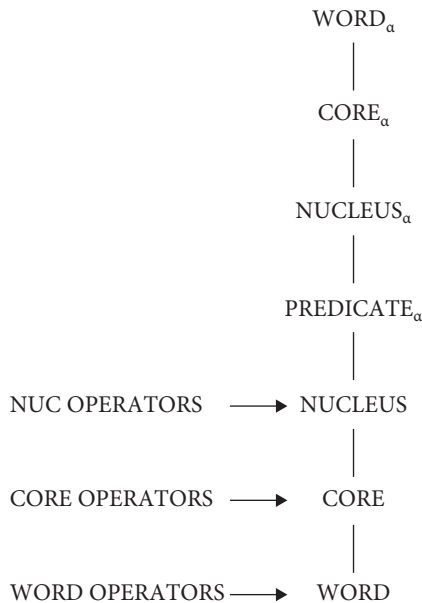 WORDα
COREα
NUCLEUSα
PREDICATEα
NUC OPERATORS NUCLEUS
CORE OPERATORS CORE
WORD OPERATORS WORD